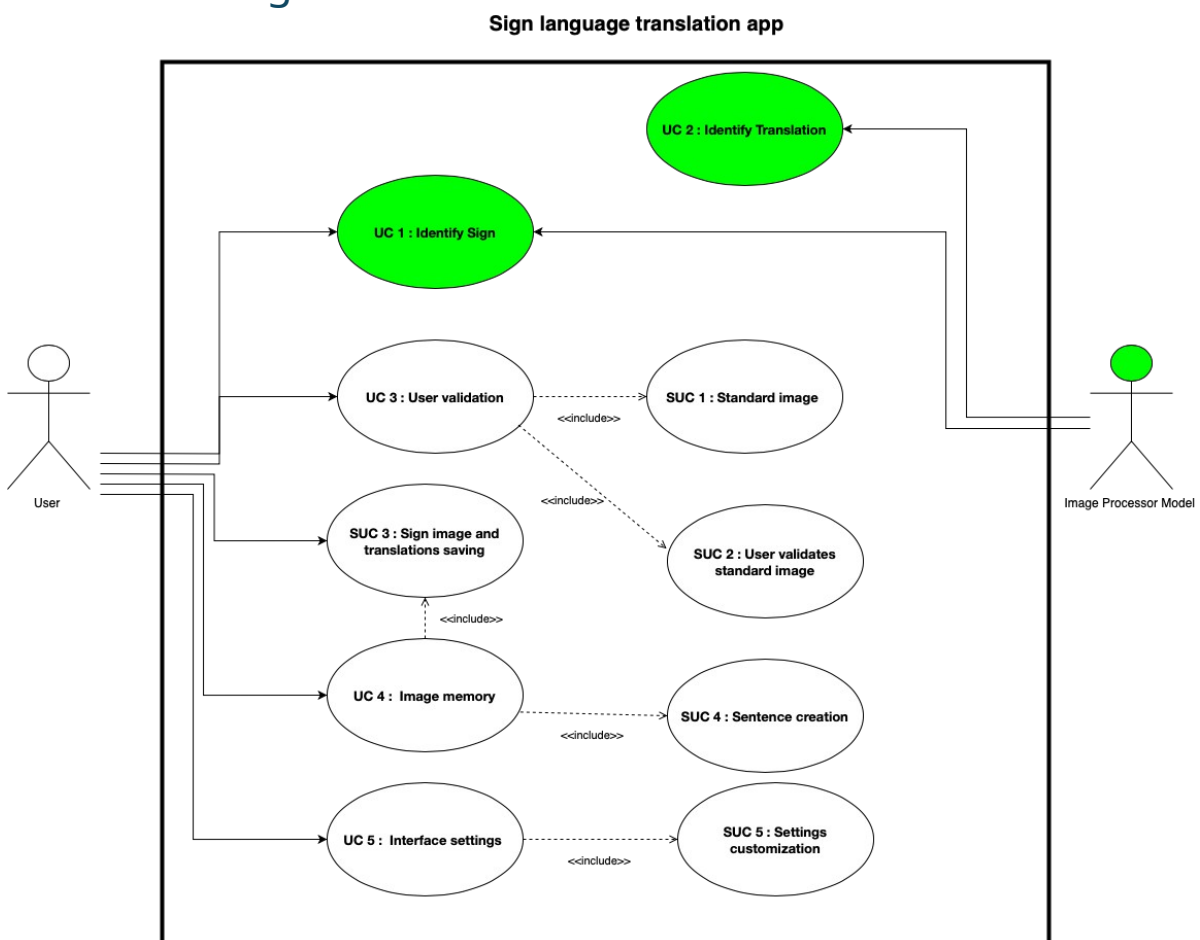 Sign language translation app
UC 2 : Identify Translation
UC 1 : Identify Sign
UC 3 : User validation
<<include>>
SUC 1 : Standard image
User
Image Processor Model
<<include>>
SUC 3 : Sign image and
translations saving
SUC 2 : User validates
standard image
<<include>>
UC 4 :  Image memory
<<include>>
SUC 4 : Sentence creation
UC 5 :  Interface settings
<<include>>
SUC 5 : Settings
customization